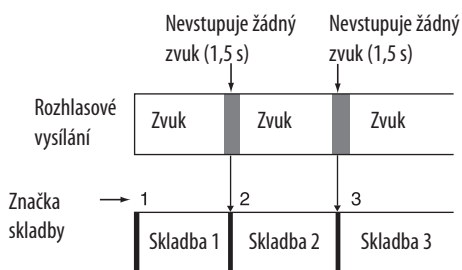 Nevstupuje žádný
zvuk (1,5 s)
Nevstupuje žádný
zvuk (1,5 s)
Rozhlasové
vysílání
Zvuk
Zvuk
Zvuk
Značka
skladby
1
2
3
Skladba 1
Skladba 2
Skladba 3